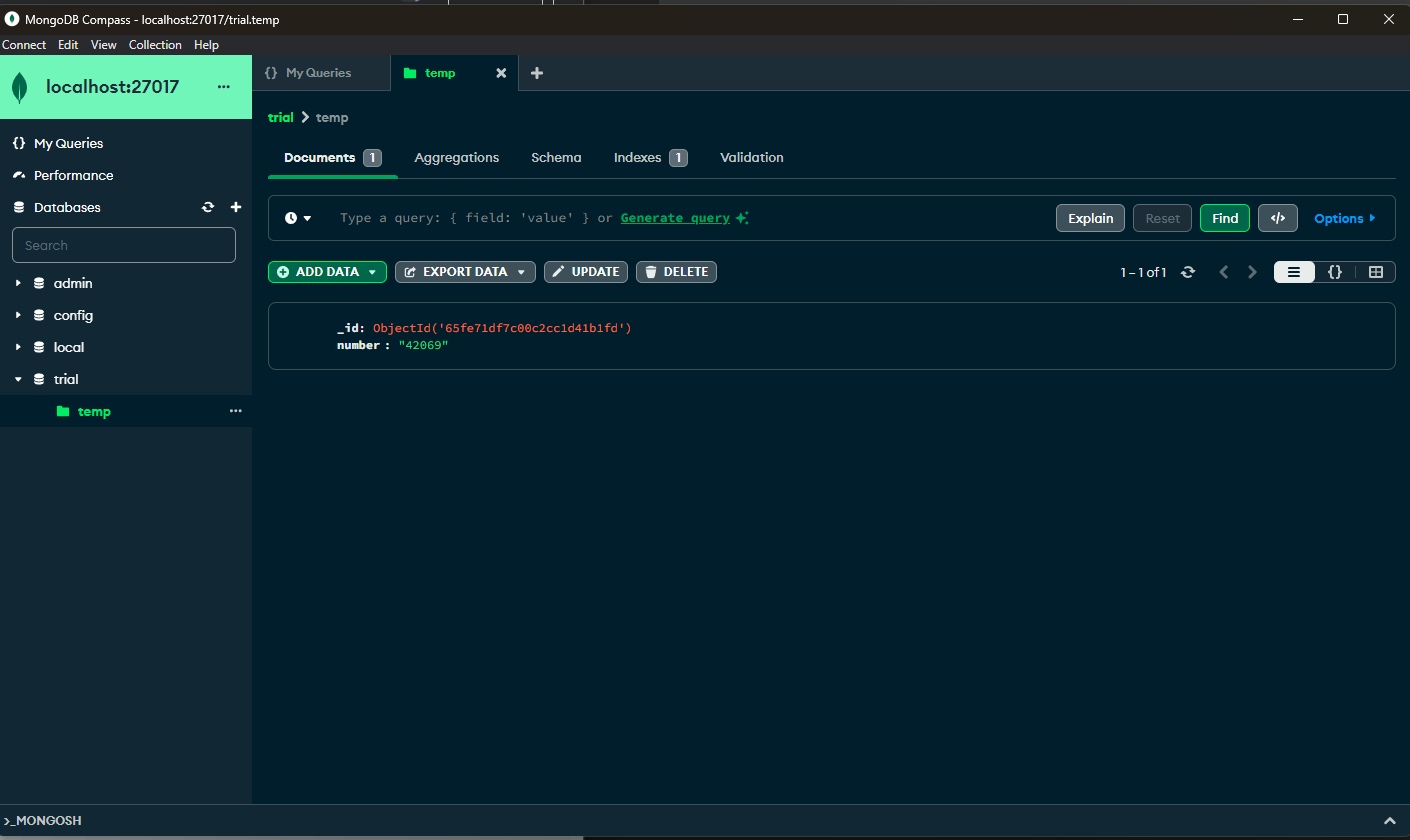 MongoDB Compass - localhost:27017/trial.temp
Connect Edit View Collection Help
localhost:27017 ...
{} My Queries
temp
My Queries
Performance
Databases
Search
admin
config
local
trial
temp ...
trial > temp
Documents 1 Aggregations Schema Indexes 1 Validation
Type a query: { field: 'value' } or Generate query
Explain Reset Find </> Options
ADD DATA EXPORT DATA UPDATE DELETE
1 – 1 of 1 {}
_id: ObjectId('65fe71df7c00c2cc1d41b1fd')
number : "42069"
>_MONGOSH